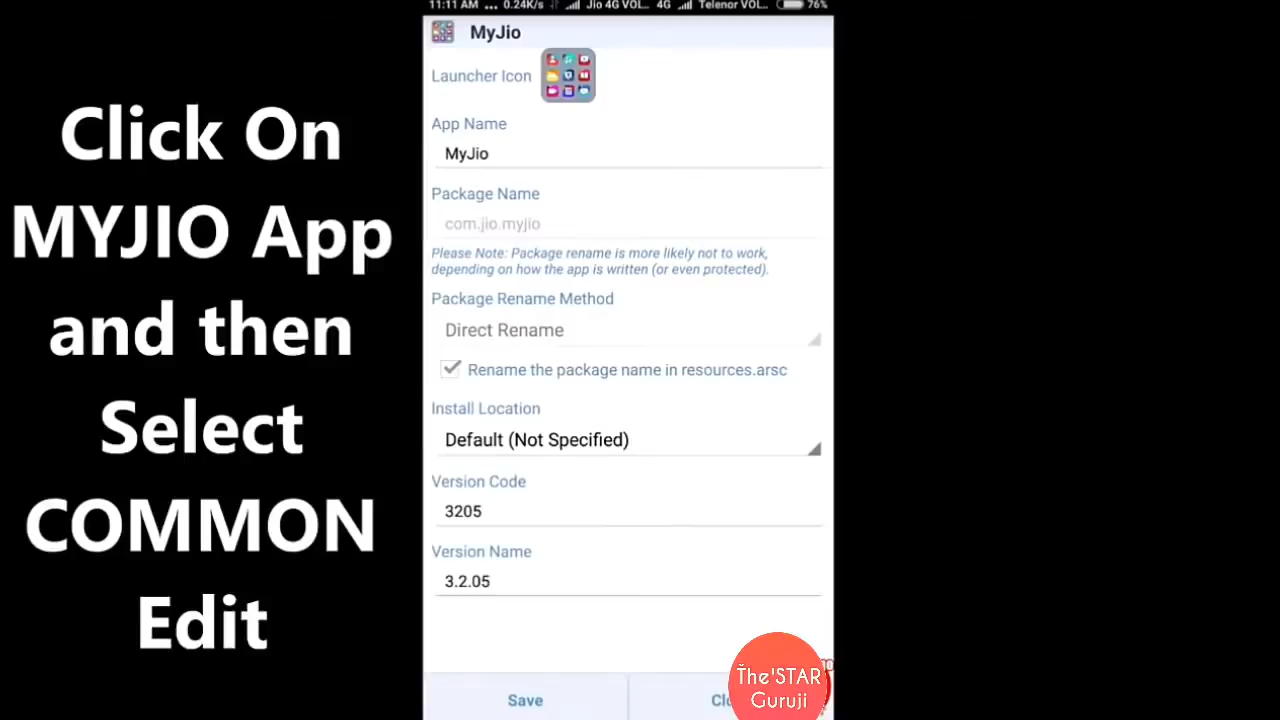 11:11 AM ... 0.24K/s Jio 4G VOL... 4G Telenor VOL... 76%
MyJio
Launcher Icon
App Name
MyJio
Package Name
com.jio.myjio
Please Note: Package rename is more likely not to work,
depending on how the app is written (or even protected).
Package Rename Method
Direct Rename
Rename the package name in resources.arsc
Install Location
Default (Not Specified)
Version Code
3205
Version Name
3.2.05
Save
Click On
MYJIO App
and then
Select
COMMON
Edit
Ťhe'STAR
Guruji